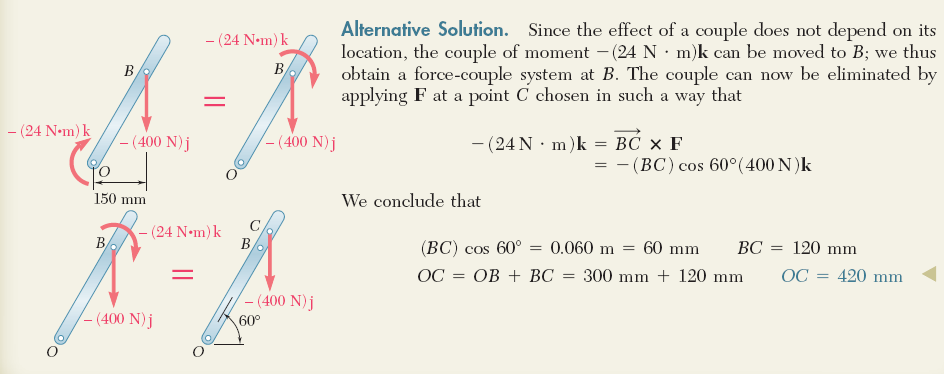 Alternative Solution. Since the effect of a couple does not depend on its
location, the couple of moment −(24 N · m)k can be moved to B; we thus
obtain a force-couple system at B. The couple can now be eliminated by
applying F at a point C chosen in such a way that
−(24 N · m)k = BC⃗ × F
= −(BC) cos 60°(400 N)k
We conclude that
(BC) cos 60° = 0.060 m = 60 mm BC = 120 mm
OC = OB + BC = 300 mm + 120 mm OC = 420 mm
−(24 N•m)k
B
B
−(24 N•m)k
−(400 N)j
−(400 N)j
O
O
150 mm
−(24 N•m)k
C
B
B
−(400 N)j
−(400 N)j
60°
O
O